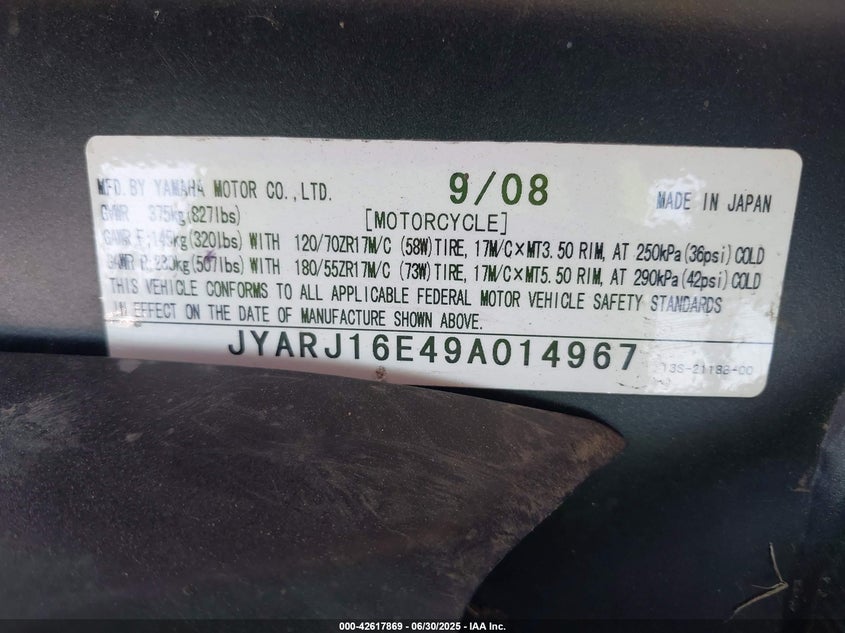 MFD. BY YAMAHA MOTOR CO., LTD. 9/08 MADE IN JAPAN
GVWR 375kg(827lbs) [MOTORCYCLE]
GAWR F:145kg(320lbs) WITH 120/70ZR17M/C (58W)TIRE, 17M/C×MT3.50 RIM, AT 250kPa(36psi)COLD
GAWR R:230kg(507lbs) WITH 180/55ZR17M/C (73W)TIRE, 17M/C×MT5.50 RIM, AT 290kPa(42psi)COLD
THIS VEHICLE CONFORMS TO ALL APPLICABLE FEDERAL MOTOR VEHICLE SAFETY STANDARDS
IN EFFECT ON THE DATE OF MANUFACTURE SHOWN ABOVE.
JYARJ16E49A014967 13S-2118B-00
000-42617869 - 06/30/2025 - IAA Inc.